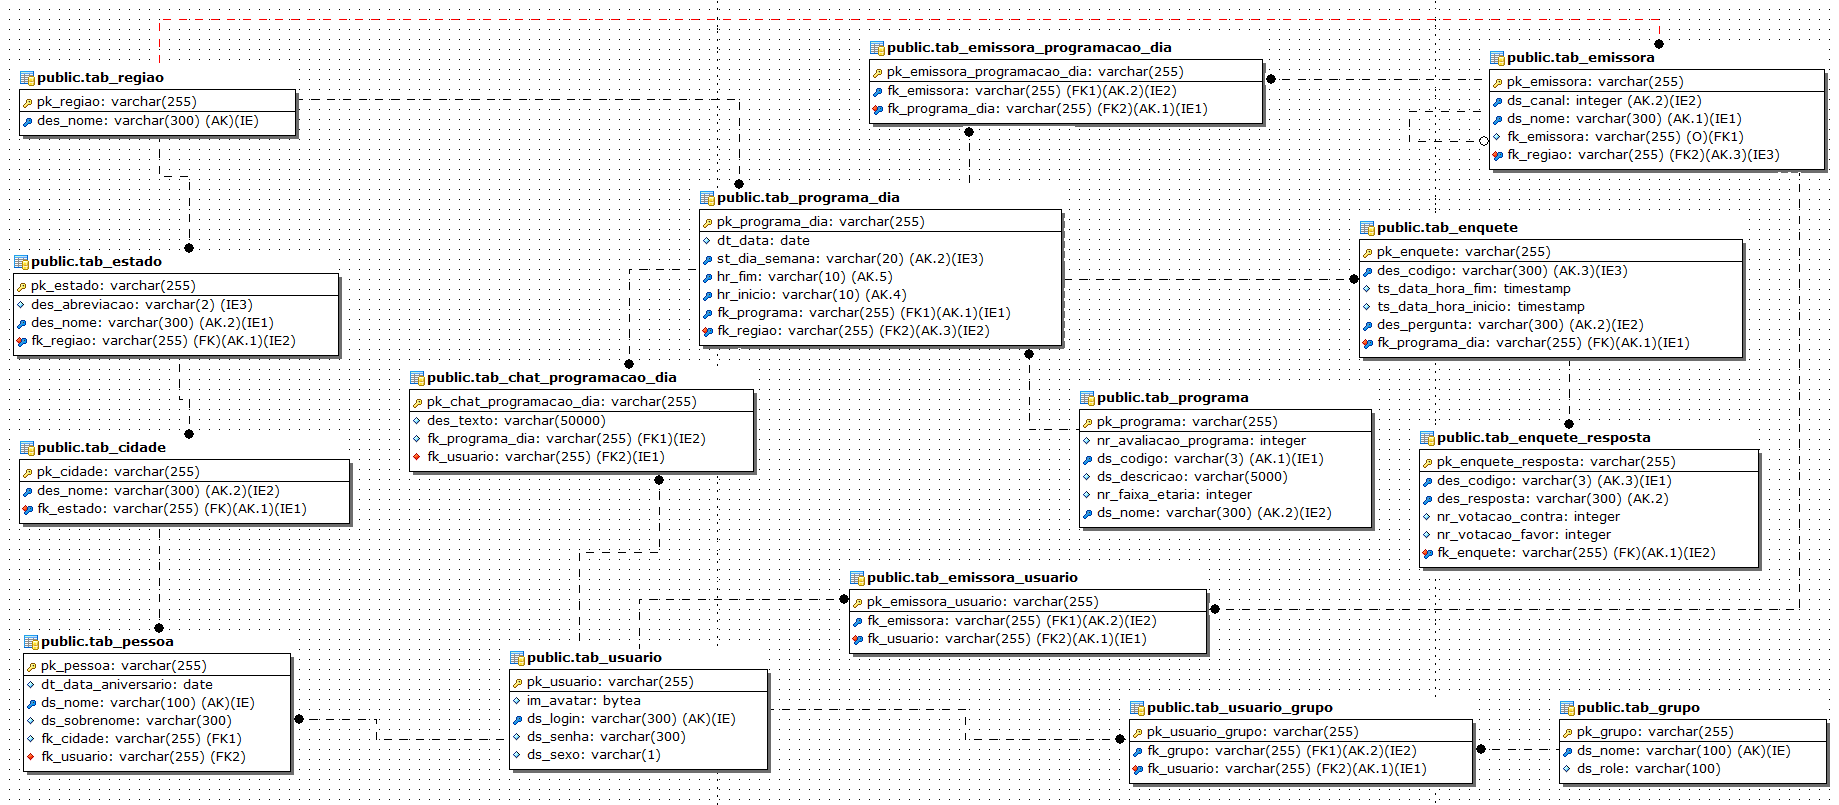 public.tab_regiao
pk_regiao: varchar(255)
des_nome: varchar(300) (AK)(IE)
public.tab_emissora_programacao_dia
pk_emissora_programacao_dia: varchar(255)
fk_emissora: varchar(255) (FK1)(AK.2)(IE2)
fk_programa_dia: varchar(255) (FK2)(AK.1)(IE1)
public.tab_emissora
pk_emissora: varchar(255)
ds_canal: integer (AK.2)(IE2)
ds_nome: varchar(300) (AK.1)(IE1)
fk_emissora: varchar(255) (O)(FK1)
fk_regiao: varchar(255) (FK2)(AK.3)(IE3)
public.tab_programa_dia
pk_programa_dia: varchar(255)
dt_data: date
st_dia_semana: varchar(20) (AK.2)(IE3)
hr_fim: varchar(10) (AK.5)
hr_inicio: varchar(10) (AK.4)
fk_programa: varchar(255) (FK1)(AK.1)(IE1)
fk_regiao: varchar(255) (FK2)(AK.3)(IE2)
public.tab_enquete
pk_enquete: varchar(255)
des_codigo: varchar(300) (AK.3)(IE3)
ts_data_hora_fim: timestamp
ts_data_hora_inicio: timestamp
des_pergunta: varchar(300) (AK.2)(IE2)
fk_programa_dia: varchar(255) (FK)(AK.1)(IE1)
public.tab_estado
pk_estado: varchar(255)
des_abreviacao: varchar(2) (IE3)
des_nome: varchar(300) (AK.2)(IE1)
fk_regiao: varchar(255) (FK)(AK.1)(IE2)
public.tab_chat_programacao_dia
pk_chat_programacao_dia: varchar(255)
des_texto: varchar(50000)
fk_programa_dia: varchar(255) (FK1)(IE2)
fk_usuario: varchar(255) (FK2)(IE1)
public.tab_programa
pk_programa: varchar(255)
nr_avaliacao_programa: integer
ds_codigo: varchar(3) (AK.1)(IE1)
ds_descricao: varchar(5000)
nr_faixa_etaria: integer
ds_nome: varchar(300) (AK.2)(IE2)
public.tab_enquete_resposta
pk_enquete_resposta: varchar(255)
des_codigo: varchar(3) (AK.3)(IE1)
des_resposta: varchar(300) (AK.2)
nr_votacao_contra: integer
nr_votacao_favor: integer
fk_enquete: varchar(255) (FK)(AK.1)(IE2)
public.tab_cidade
pk_cidade: varchar(255)
des_nome: varchar(300) (AK.2)(IE2)
fk_estado: varchar(255) (FK)(AK.1)(IE1)
public.tab_emissora_usuario
pk_emissora_usuario: varchar(255)
fk_emissora: varchar(255) (FK1)(AK.2)(IE2)
fk_usuario: varchar(255) (FK2)(AK.1)(IE1)
public.tab_pessoa
pk_pessoa: varchar(255)
dt_data_aniversario: date
ds_nome: varchar(100) (AK)(IE)
ds_sobrenome: varchar(300)
fk_cidade: varchar(255) (FK1)
fk_usuario: varchar(255) (FK2)
public.tab_usuario
pk_usuario: varchar(255)
im_avatar: bytea
ds_login: varchar(300) (AK)(IE)
ds_senha: varchar(300)
ds_sexo: varchar(1)
public.tab_usuario_grupo
pk_usuario_grupo: varchar(255)
fk_grupo: varchar(255) (FK1)(AK.2)(IE2)
fk_usuario: varchar(255) (FK2)(AK.1)(IE1)
public.tab_grupo
pk_grupo: varchar(255)
ds_nome: varchar(100) (AK)(IE)
ds_role: varchar(100)